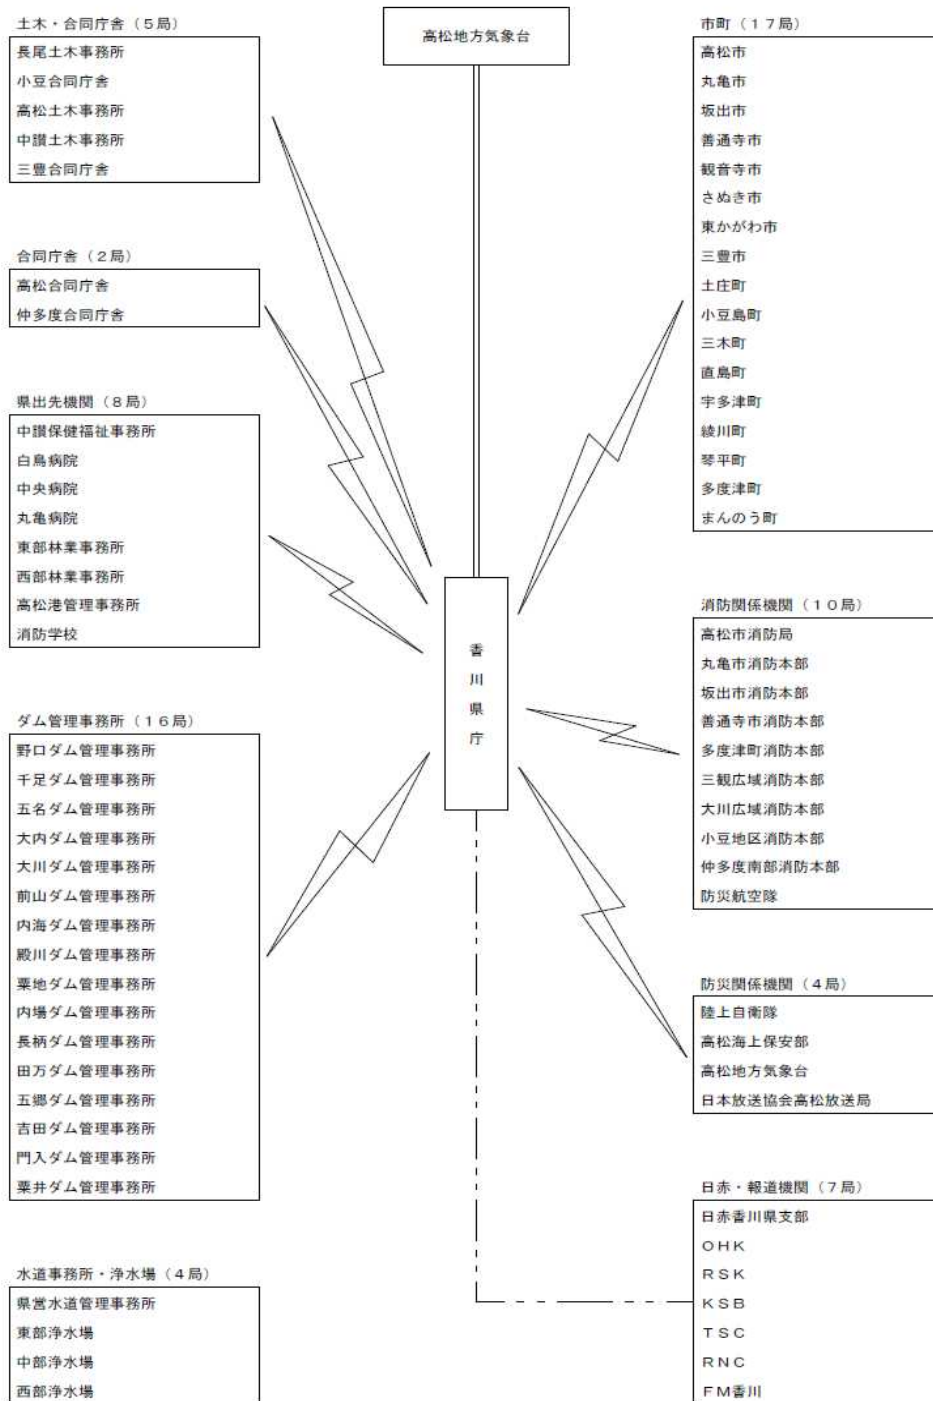 土木・合同庁舎（５局）
長尾土木事務所
小豆合同庁舎
高松土木事務所
中讃土木事務所
三豊合同庁舎
合同庁舎（２局）
高松合同庁舎
仲多度合同庁舎
県出先機関（８局）
中讃保健福祉事務所
白鳥病院
中央病院
丸亀病院
東部林業事務所
西部林業事務所
高松港管理事務所
消防学校
ダム管理事務所（１６局）
野口ダム管理事務所
千足ダム管理事務所
五名ダム管理事務所
大内ダム管理事務所
大川ダム管理事務所
前山ダム管理事務所
内海ダム管理事務所
殿川ダム管理事務所
粟地ダム管理事務所
内場ダム管理事務所
長柄ダム管理事務所
田万ダム管理事務所
五郷ダム管理事務所
吉田ダム管理事務所
門入ダム管理事務所
粟井ダム管理事務所
水道事務所・浄水場（４局）
県営水道管理事務所
東部浄水場
中部浄水場
西部浄水場
高松地方気象台
香川県庁
市町（１７局）
高松市
丸亀市
坂出市
善通寺市
観音寺市
さぬき市
東かがわ市
三豊市
土庄町
小豆島町
三木町
直島町
宇多津町
綾川町
琴平町
多度津町
まんのう町
消防関係機関（１０局）
高松市消防局
丸亀市消防本部
坂出市消防本部
善通寺市消防本部
多度津町消防本部
三観広域消防本部
大川広域消防本部
小豆地区消防本部
仲多度南部消防本部
防災航空隊
防災関係機関（４局）
陸上自衛隊
高松海上保安部
高松地方気象台
日本放送協会高松放送局
日赤・報道機関（７局）
日赤香川県支部
ＯＨＫ
ＲＳＫ
ＫＳＢ
ＴＳＣ
ＲＮＣ
ＦＭ香川